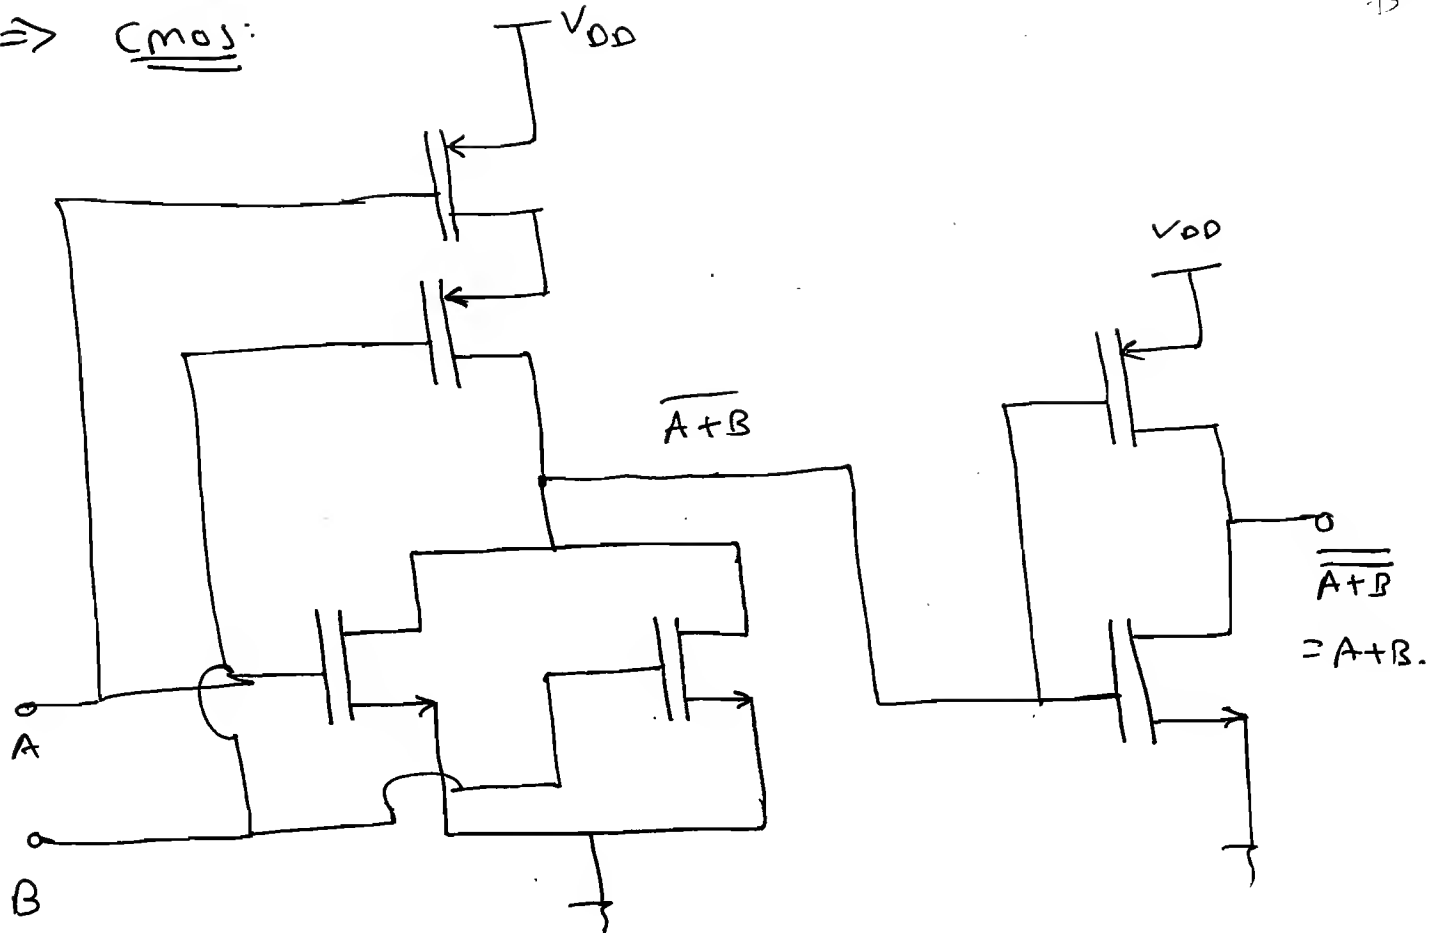 => CMOS:
VDD
VDD
A+B
A+B
= A+B.
A
B